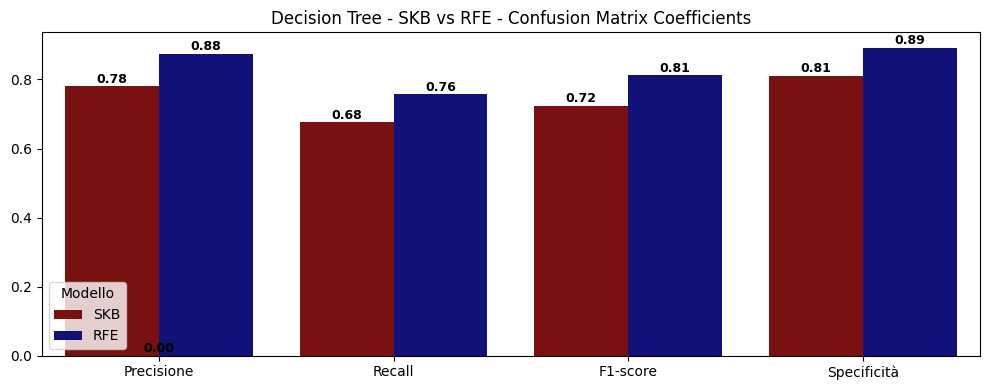 Decision Tree - SKB vs RFE - Confusion Matrix Coefficients
0.78
0.88
0.68
0.76
0.72
0.81
0.81
0.89
0.8
0.6
0.4
0.2
0.0
Modello
SKB
RFE
0.00
Precisione
Recall
F1-score
Specificità